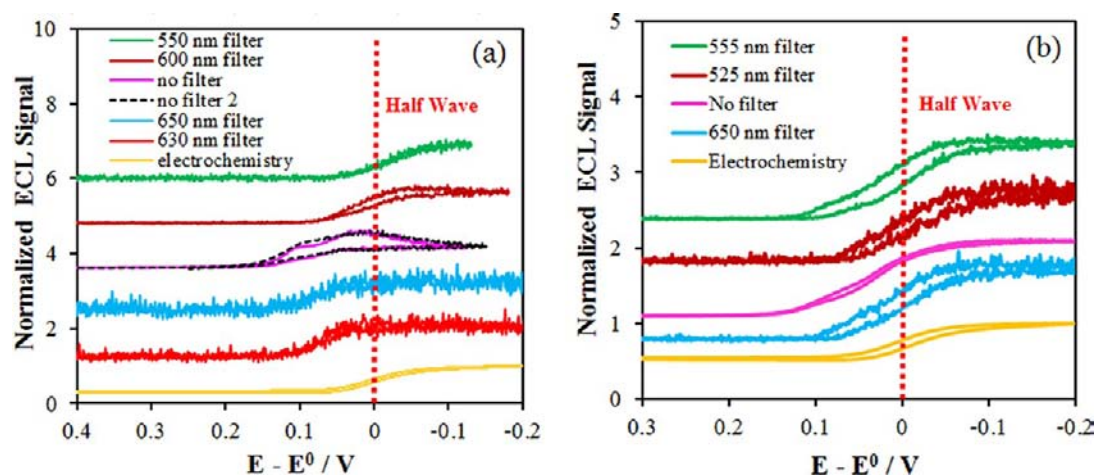 (a)
10
8
6
4
2
0
Normalized ECL Signal
550 nm filter
600 nm filter
no filter
no filter 2
650 nm filter
630 nm filter
electrochemistry
Half Wave
0.4 0.3 0.2 0.1 0 -0.1 -0.2
E - E⁰ / V
(b)
5
4
3
2
1
0
Normalized ECL Signal
555 nm filter
525 nm filter
No filter
650 nm filter
Electrochemistry
Half Wave
0.3 0.2 0.1 0 -0.1 -0.2
E - E⁰ / V